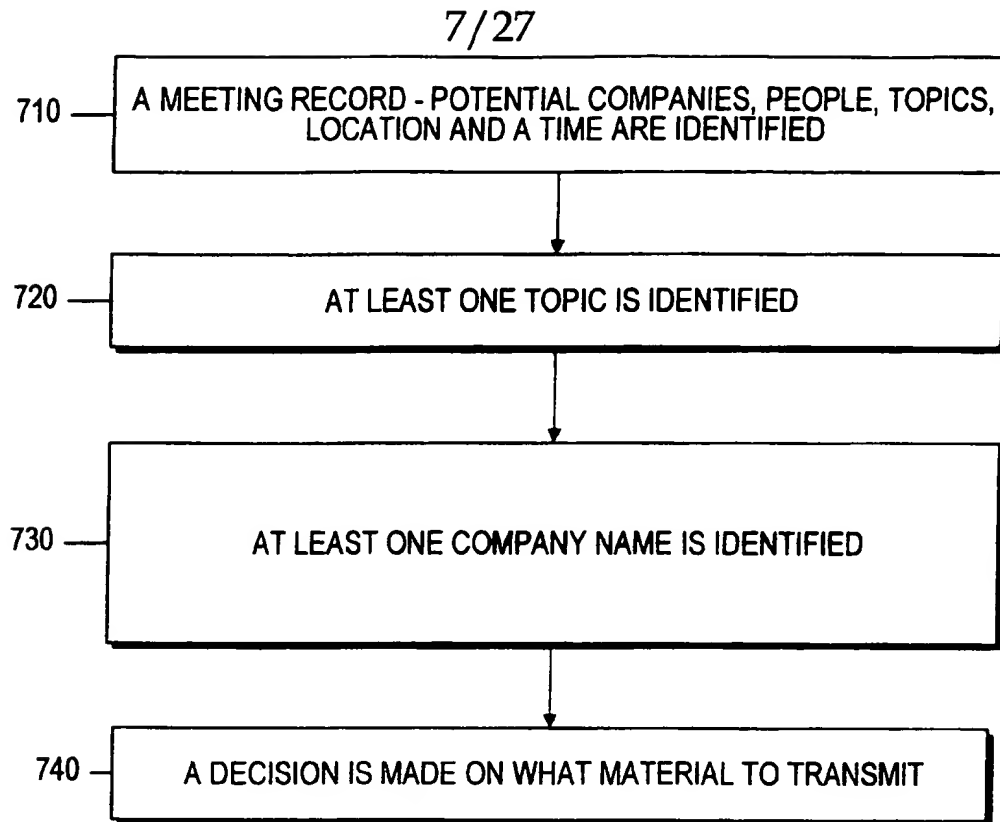 7/27
710
A MEETING RECORD - POTENTIAL COMPANIES, PEOPLE, TOPICS,
LOCATION AND A TIME ARE IDENTIFIED
720
AT LEAST ONE TOPIC IS IDENTIFIED
730
AT LEAST ONE COMPANY NAME IS IDENTIFIED
740
A DECISION IS MADE ON WHAT MATERIAL TO TRANSMIT